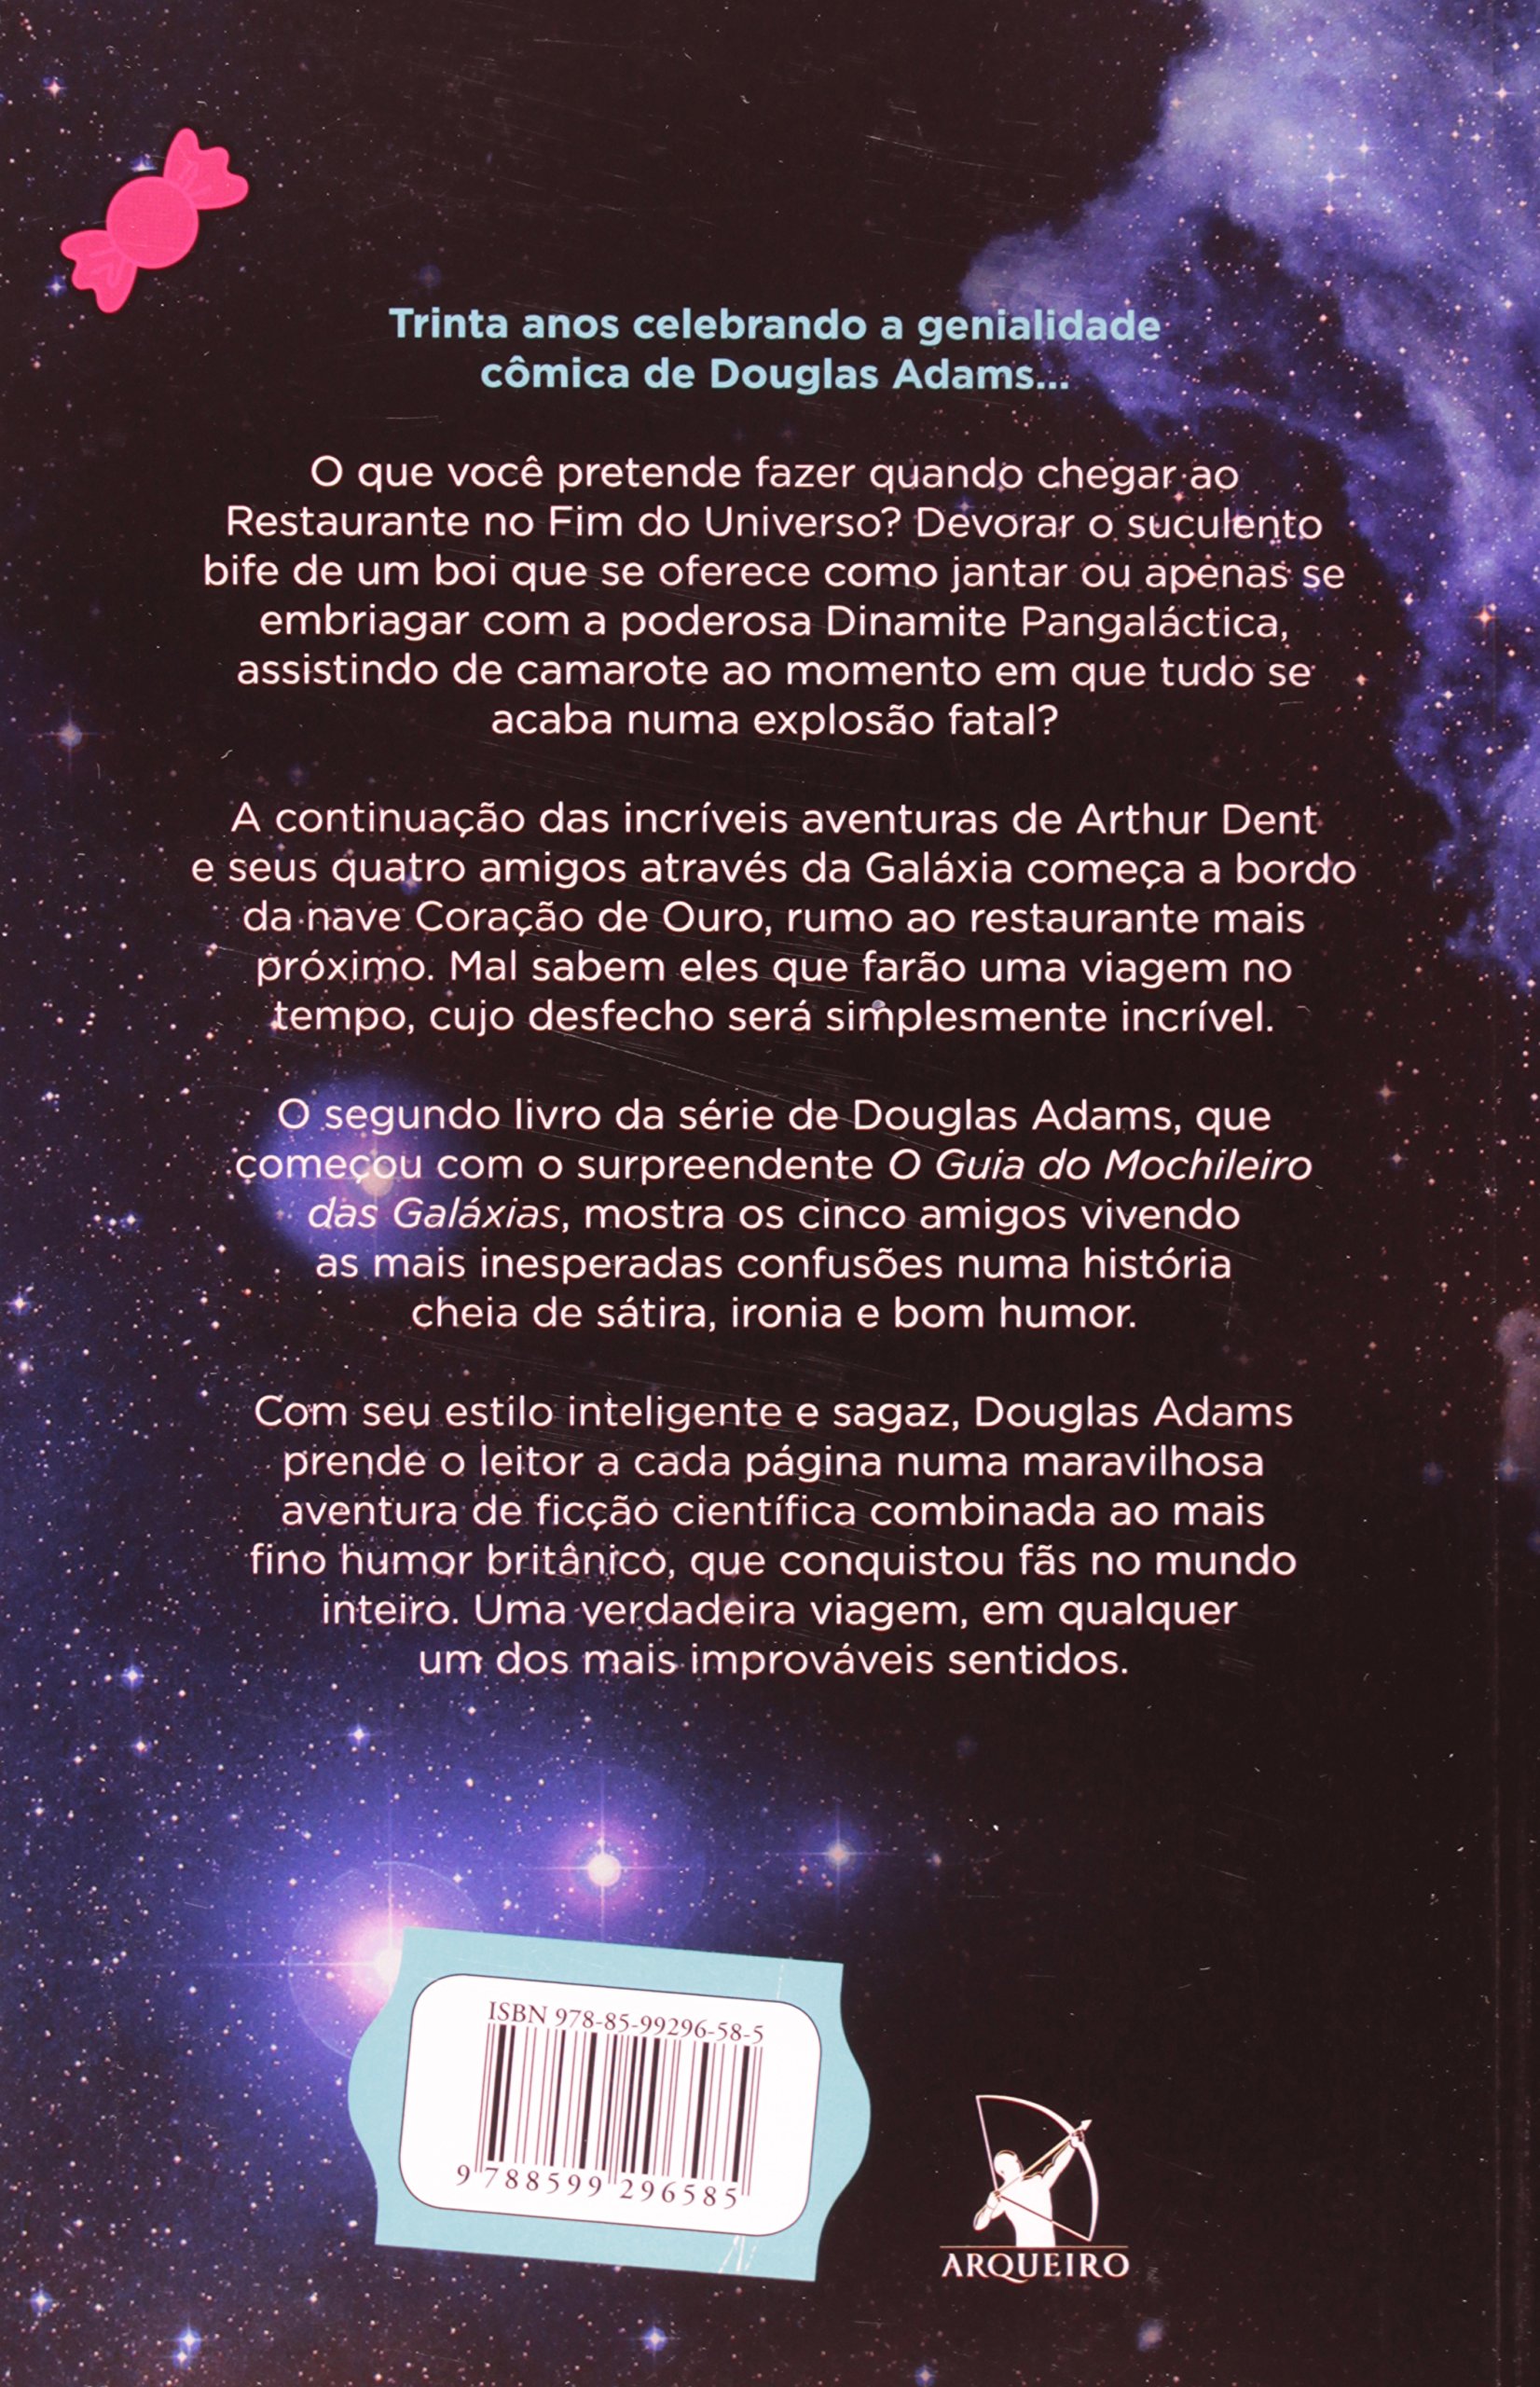 Trinta anos celebrando a genialidade
cômica de Douglas Adams...
O que você pretende fazer quando chegar ao
Restaurante no Fim do Universo? Devorar o suculento
bife de um boi que se oferece como jantar ou apenas se
embriagar com a poderosa Dinamite Pangaláctica,
assistindo de camarote ao momento em que tudo se
acaba numa explosão fatal?
A continuação das incríveis aventuras de Arthur Dent
e seus quatro amigos através da Galáxia começa a bordo
da nave Coração de Ouro, rumo ao restaurante mais
próximo. Mal sabem eles que farão uma viagem no
tempo, cujo desfecho será simplesmente incrível.
O segundo livro da série de Douglas Adams, que
começou com o surpreendente O Guia do Mochileiro
das Galáxias, mostra os cinco amigos vivendo
as mais inesperadas confusões numa história
cheia de sátira, ironia e bom humor.
Com seu estilo inteligente e sagaz, Douglas Adams
prende o leitor a cada página numa maravilhosa
aventura de ficção científica combinada ao mais
fino humor britânico, que conquistou fãs no mundo
inteiro. Uma verdadeira viagem, em qualquer
um dos mais improváveis sentidos.
ISBN 978-85-99296-58-5
9 788599 296585
ARQUEIRO